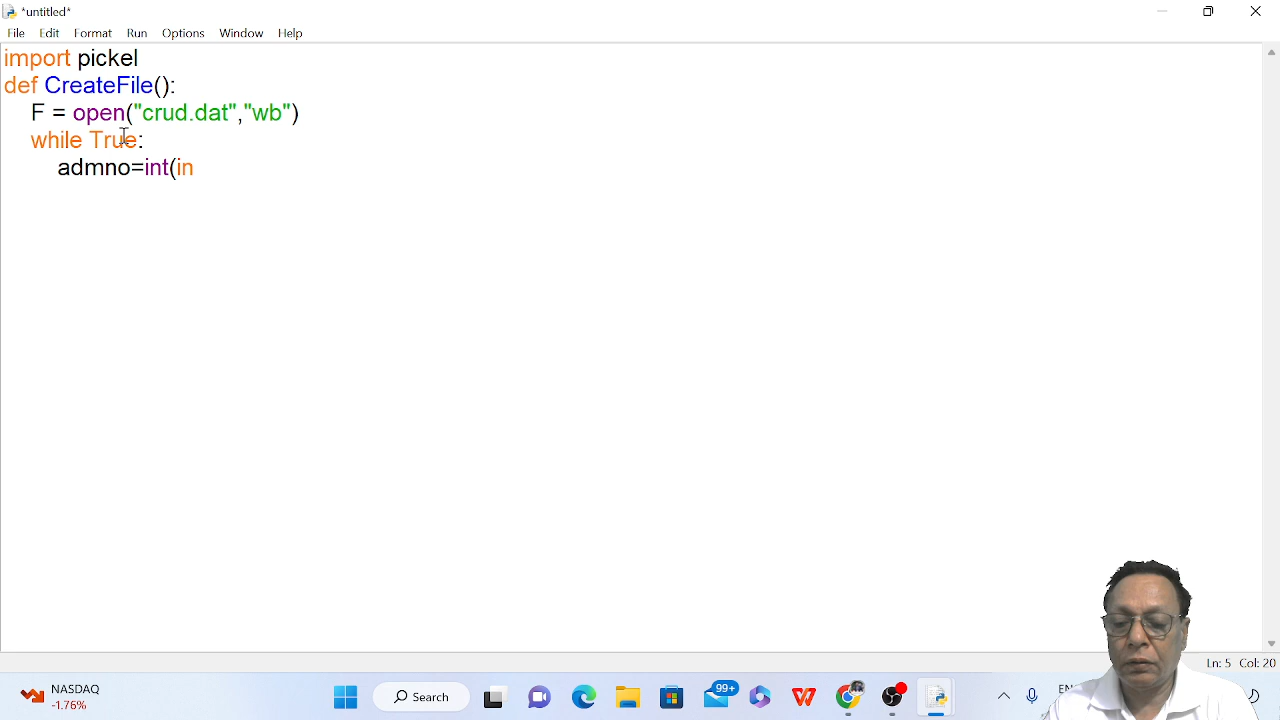 *untitled*
File Edit Format Run Options Window Help
import pickel
def CreateFile():
    F = open("crud.dat","wb")
    while True:
        admno=int(in
Ln: 5 Col: 20
NASDAQ
-1.76%
Search
99+
EN